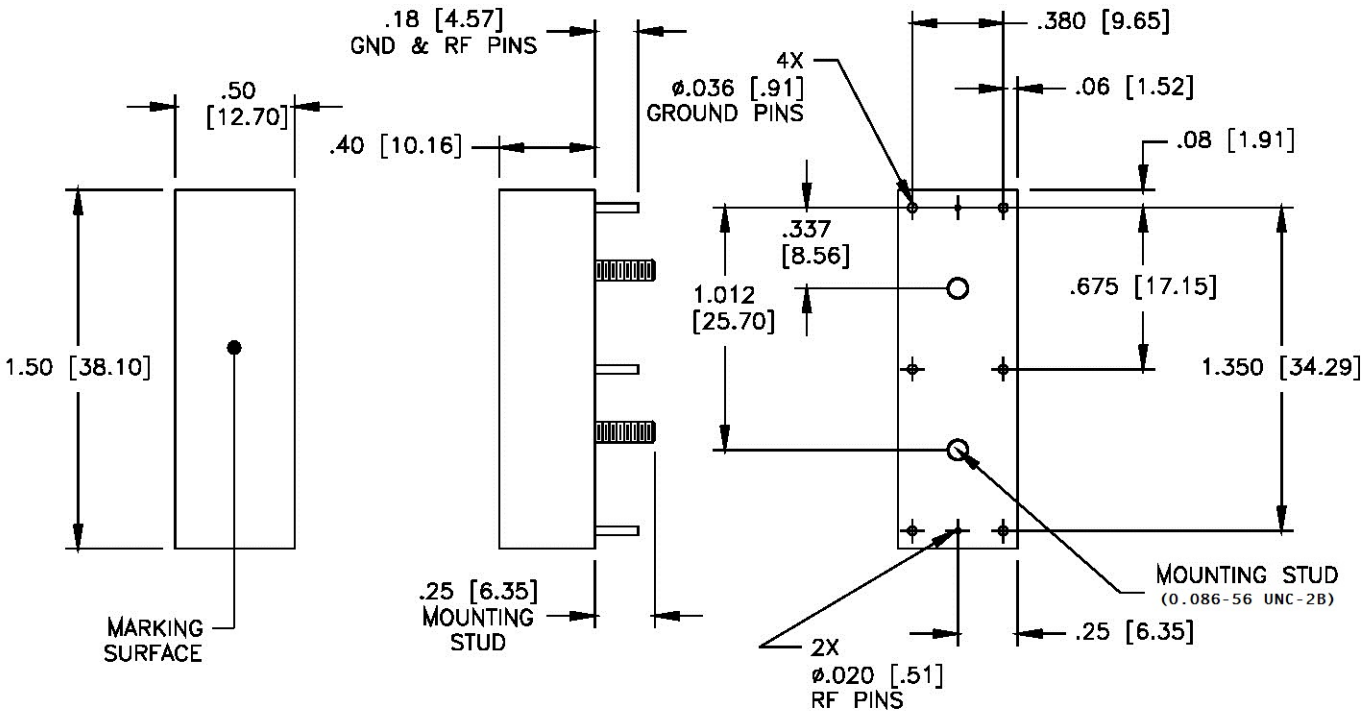 .18 [4.57]
GND & RF PINS
.380 [9.65]
4X
ø.036 [.91]
GROUND PINS
.06 [1.52]
.50
[12.70]
.40 [10.16]
.08 [1.91]
.337
[8.56]
1.012
[25.70]
.675 [17.15]
1.50 [38.10]
1.350 [34.29]
.25 [6.35]
MOUNTING
STUD
MOUNTING STUD
(0.086-56 UNC-2B)
MARKING
SURFACE
.25 [6.35]
2X
ø.020 [.51]
RF PINS